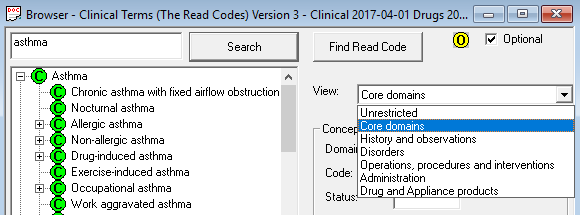 Browser - Clinical Terms (The Read Codes) Version 3 - Clinical 2017-04-01 Drugs 20...
asthma
Search
Find Read Code
O
Optional
C Asthma
C Chronic asthma with fixed airflow obstruction
C Nocturnal asthma
C Allergic asthma
C Non-allergic asthma
C Drug-induced asthma
C Exercise-induced asthma
C Occupational asthma
C Work aggravated asthma
View:
Core domains
Unrestricted
Core domains
History and observations
Disorders
Operations, procedures and interventions
Administration
Drug and Appliance products
Concep
Domai
Code:
Status: